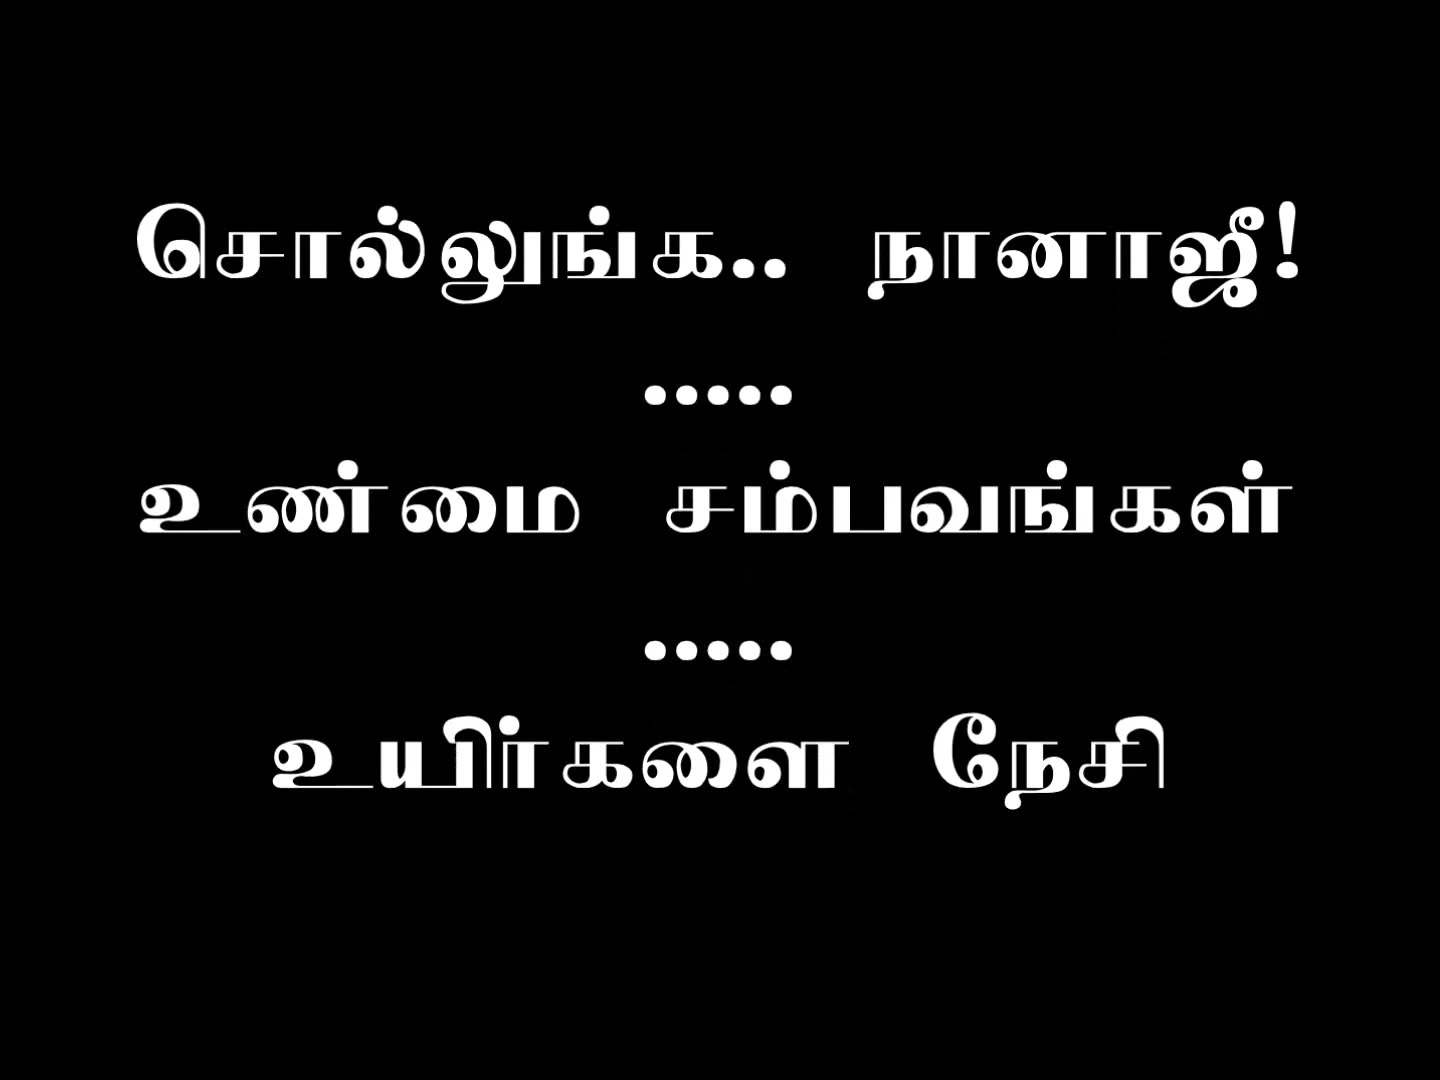 சொல்லுங்க.. நானாஜீ!
.....
உண்மை சம்பவங்கள்
.....
உயிர்களை நேசி